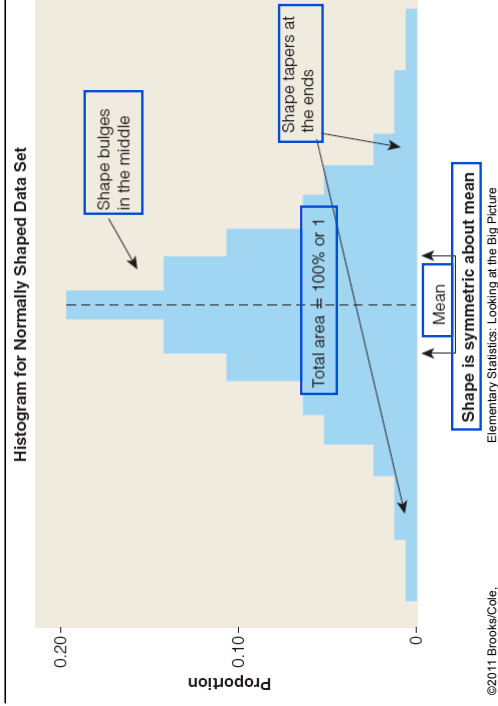 Histogram for Normally Shaped Data Set
Shape bulges
in the middle
Shape tapers at
the ends
0.20
0.10
0
Proportion
Total area = 100% or 1
Mean
Shape is symmetric about mean
©2011 Brooks/Cole,
Elementary Statistics: Looking at the Big Picture